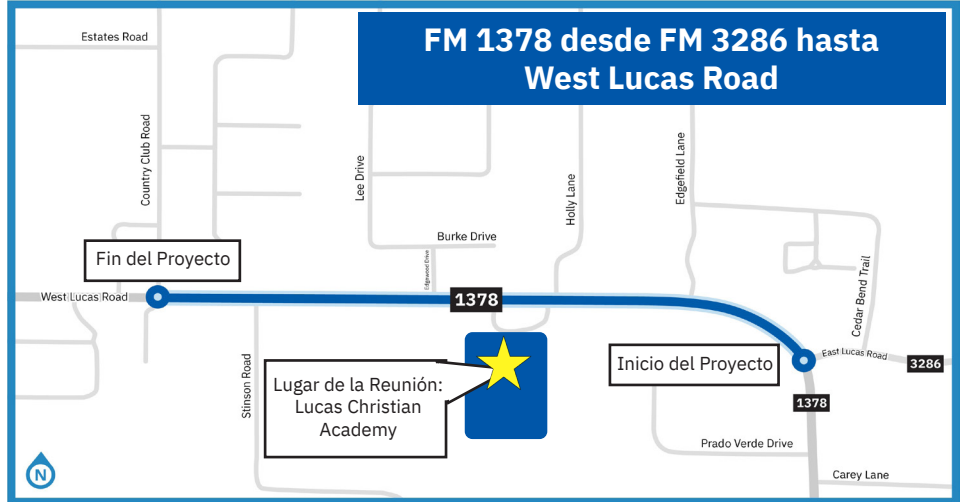 FM 1378 desde FM 3286 hasta
West Lucas Road
Estates Road
Country Club Road
Lee Drive
Holly Lane
Edgefield Lane
Burke Drive
Edgewood Drive
Fin del Proyecto
West Lucas Road
1378
Cedar Bend Trail
Stinson Road
Lugar de la Reunión:
Lucas Christian
Academy
Inicio del Proyecto
East Lucas Road
3286
1378
Prado Verde Drive
Carey Lane
N